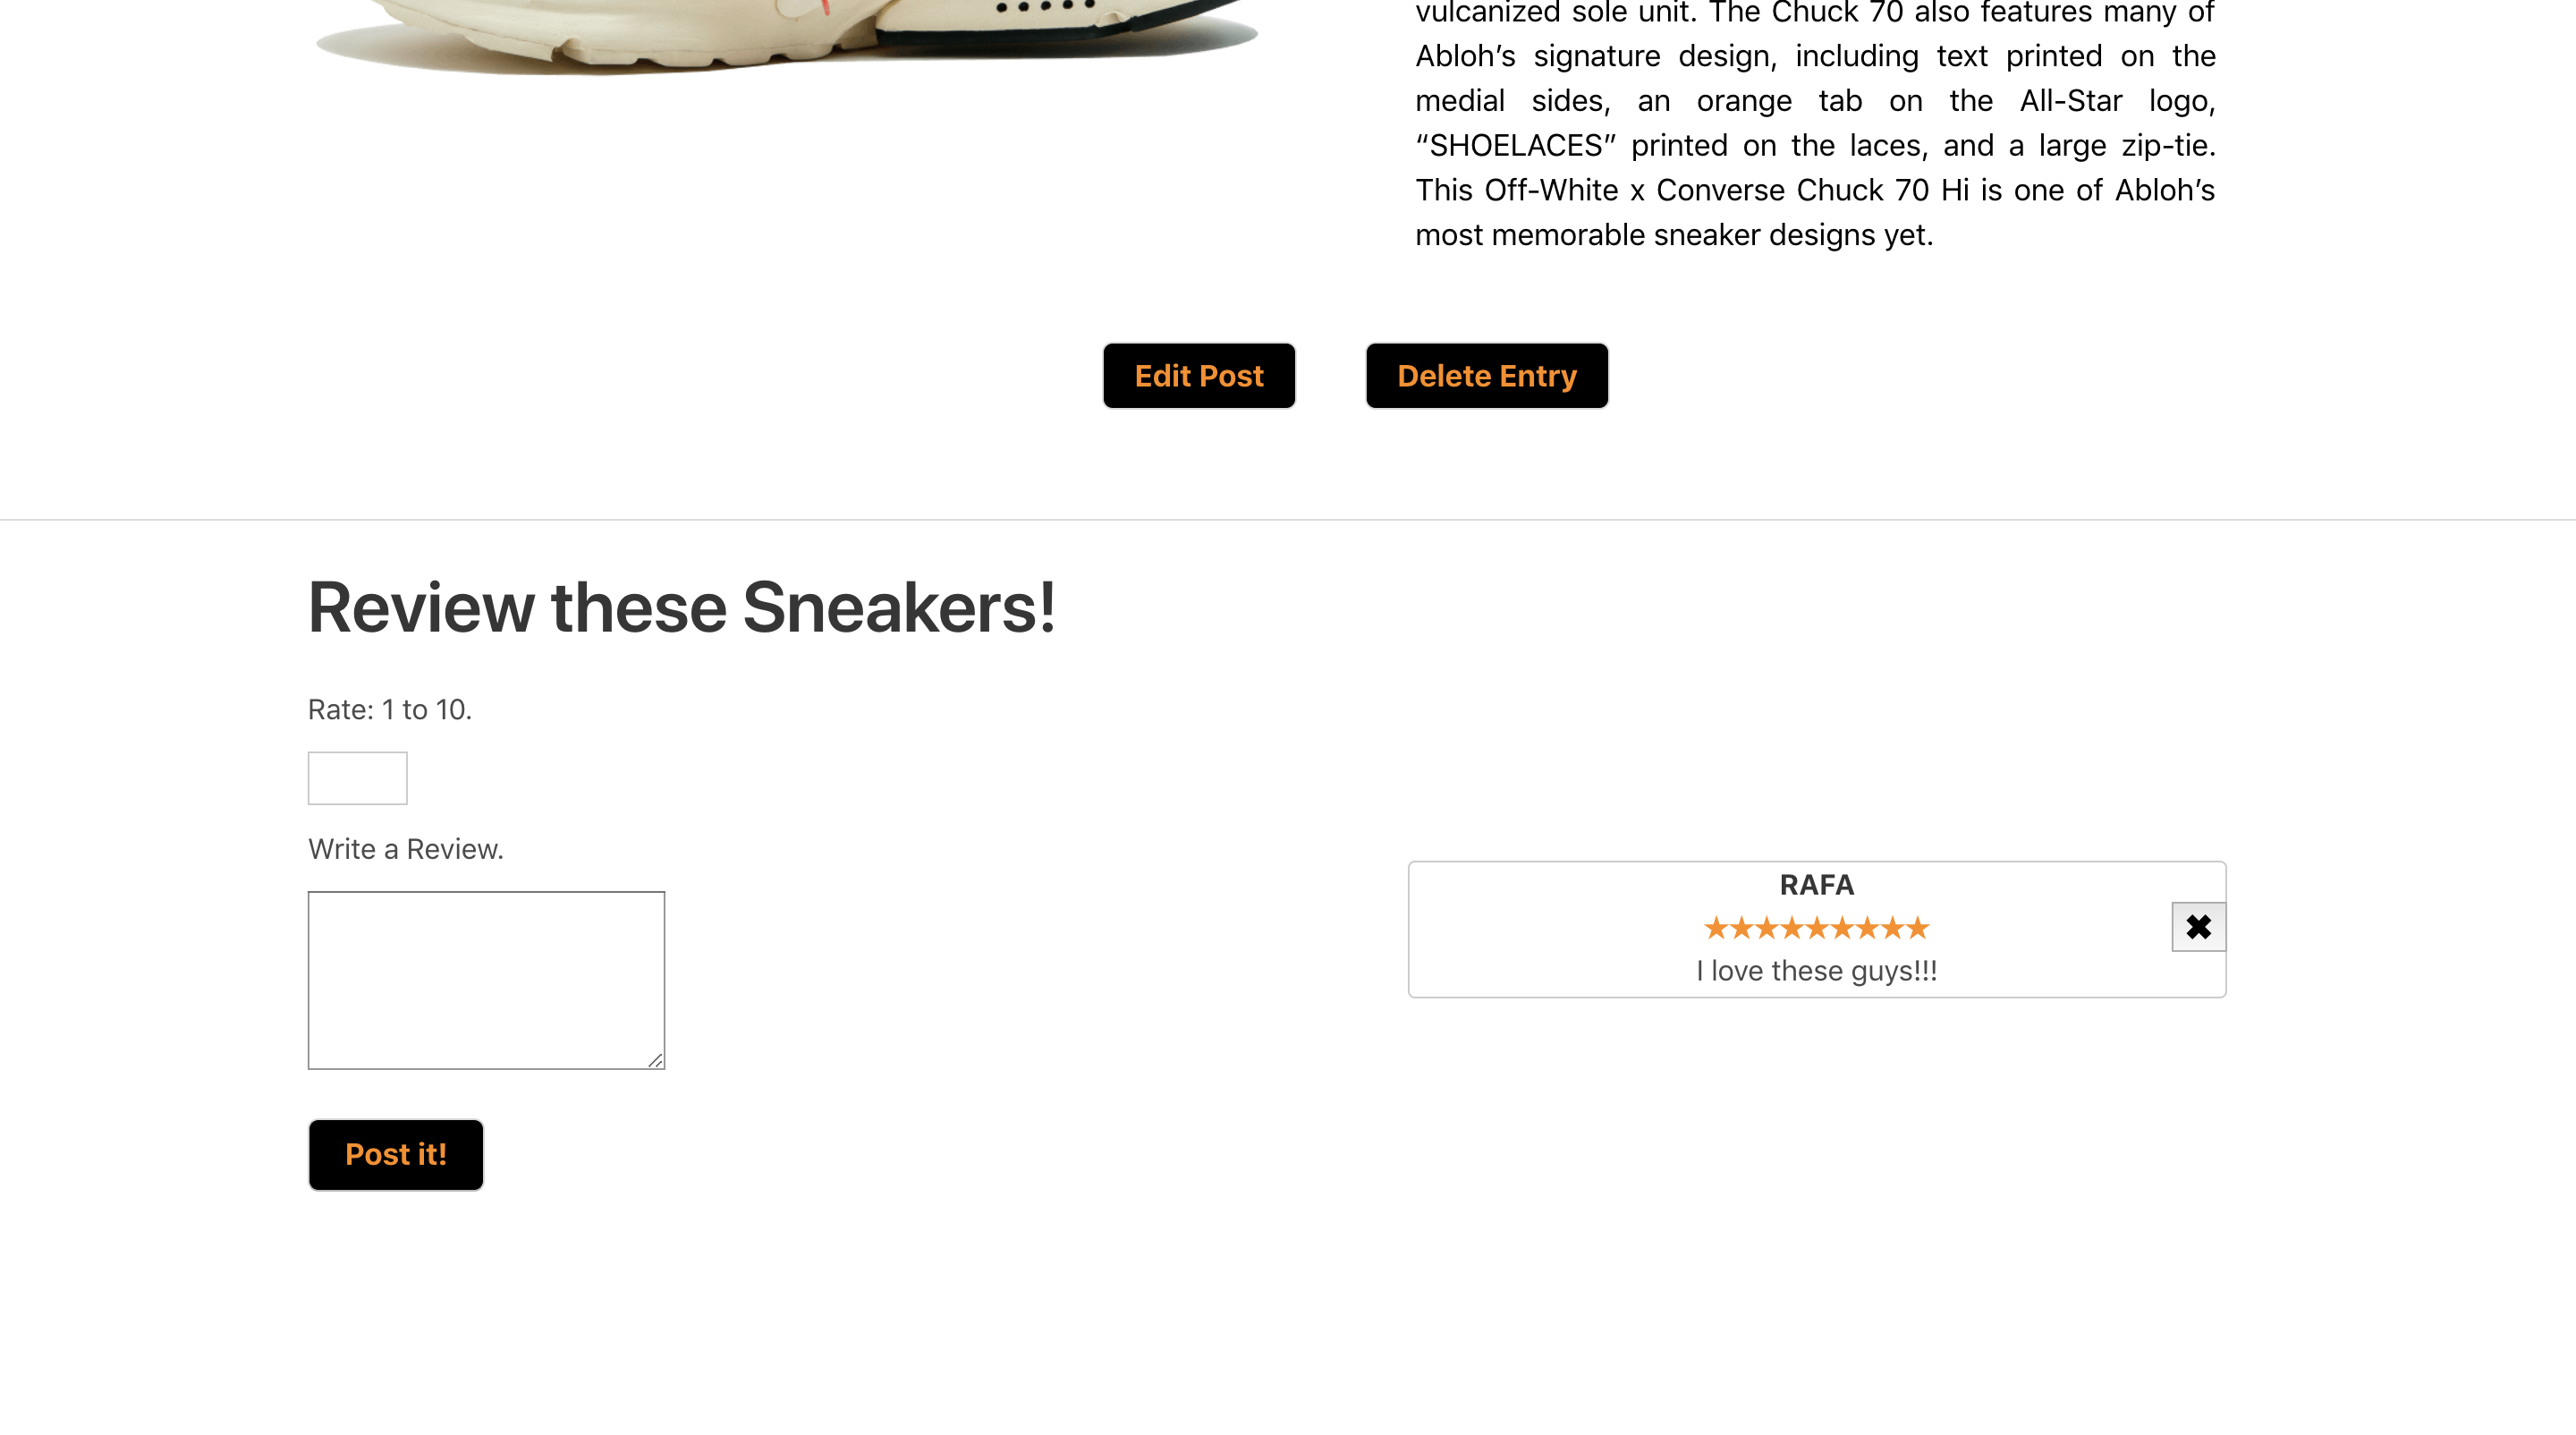 vulcanized sole unit. The Chuck 70 also features many of
Abloh’s signature design, including text printed on the
medial sides, an orange tab on the All-Star logo,
“SHOELACES” printed on the laces, and a large zip-tie.
This Off-White x Converse Chuck 70 Hi is one of Abloh’s
most memorable sneaker designs yet.
Edit Post
Delete Entry
Review these Sneakers!
Rate: 1 to 10.
Write a Review.
Post it!
RAFA
★★★★★★★★★
✖
I love these guys!!!